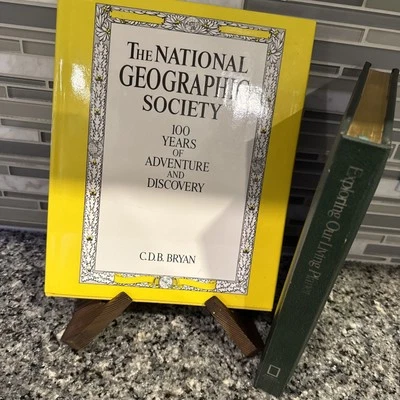 THE NATIONAL
GEOGRAPHIC
SOCIETY
100
YEARS
OF
ADVENTURE
AND
DISCOVERY
C.D.B. BRYAN
Exploring Our Living Planet